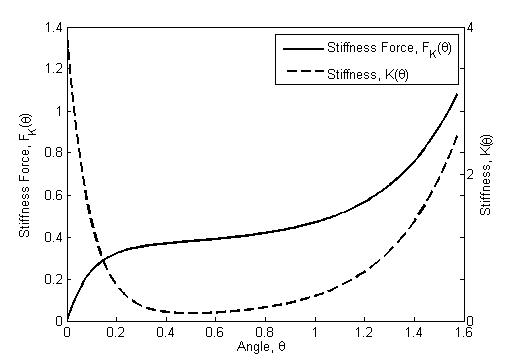 1.4
1.2
1
0.8
0.6
0.4
0.2
0
Stiffness Force, F_K(θ)
Stiffness Force, F_K(θ)
Stiffness, K(θ)
4
2
0
Stiffness, K(θ)
0 0.2 0.4 0.6 0.8 1 1.2 1.4 1.6
Angle, θ